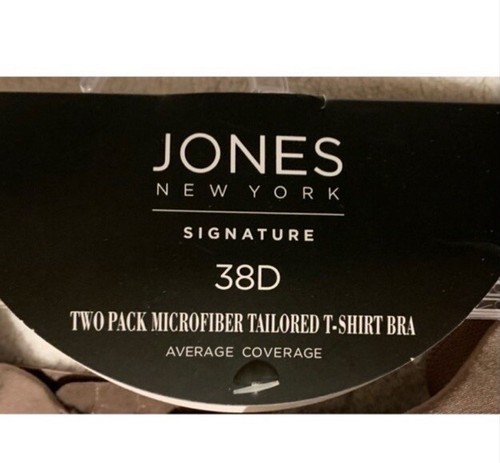 JONES
NEW YORK
SIGNATURE
38D
TWO PACK MICROFIBER TAILORED T-SHIRT BRA
AVERAGE COVERAGE